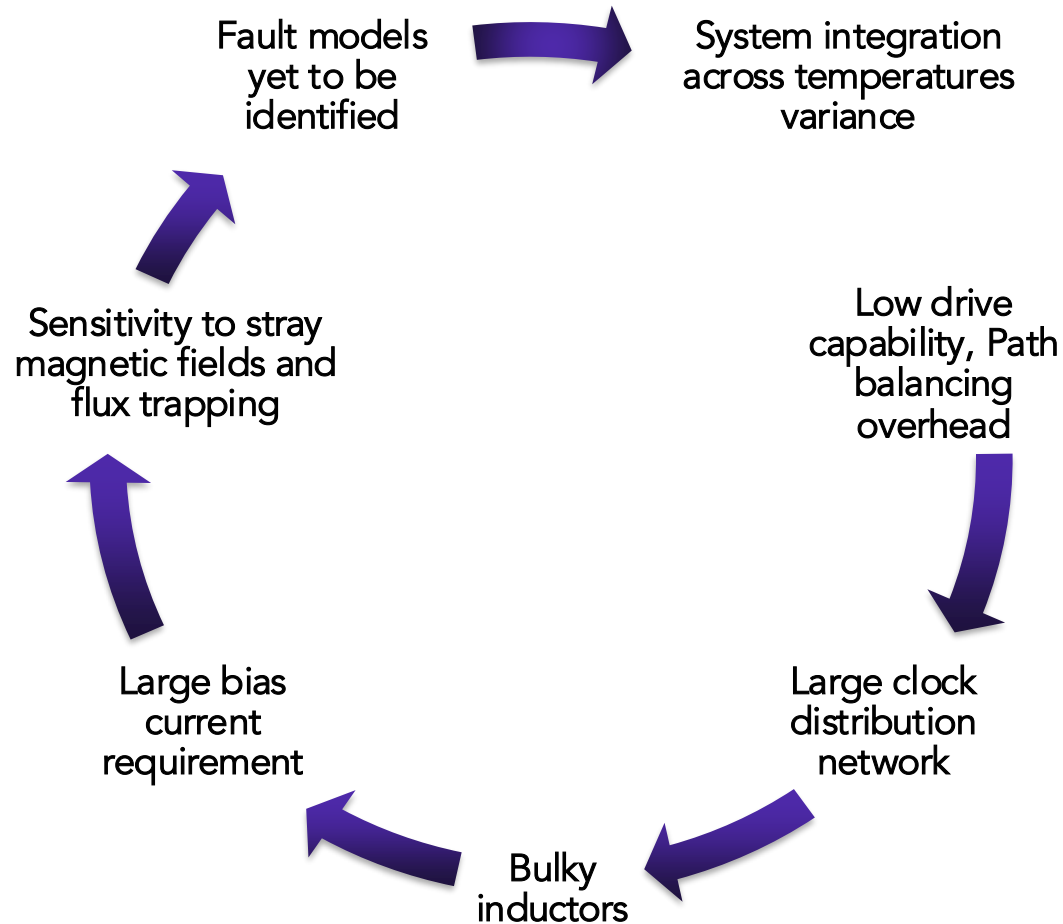 Fault models
yet to be
identified
System integration
across temperatures
variance
Low drive
capability, Path
balancing
overhead
Large clock
distribution
network
Bulky
inductors
Large bias
current
requirement
Sensitivity to stray
magnetic fields and
flux trapping